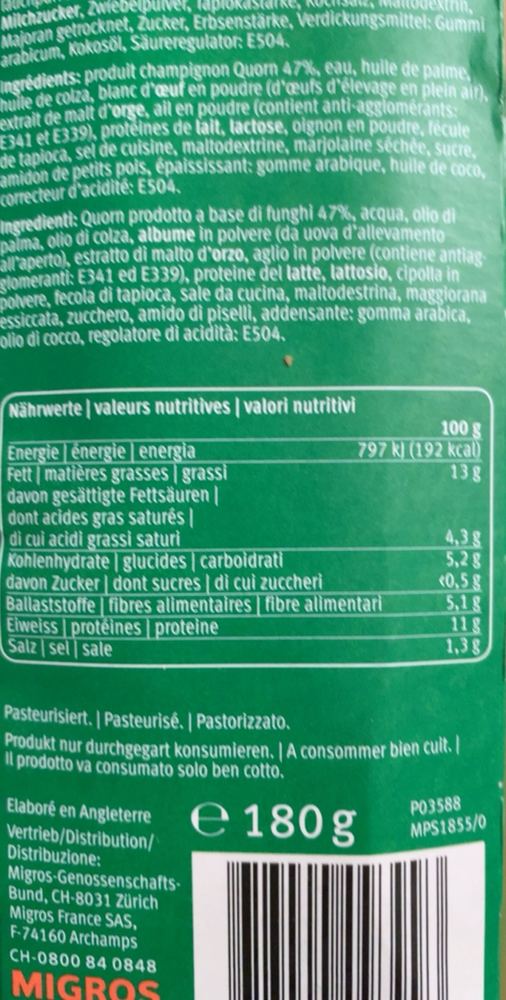 Milchzucker, Zwiebelpulver, Tapiokastärke, Kochsalz, Maltodextrin,
Majoran getrocknet, Zucker, Erbsenstärke, Verdickungsmittel: Gummi
arabicum, Kokosöl, Säureregulator: E504.
Ingrédients: produit champignon Quorn 47%, eau, huile de palme,
huile de colza, blanc d'œuf en poudre (d'œufs d'élevage en plein air),
extrait de malt d'orge, ail en poudre (contient anti-agglomérants:
E341 et E339), protéines de lait, lactose, oignon en poudre, fécule
de tapioca, sel de cuisine, maltodextrine, marjolaine séchée, sucre,
amidon de petits pois, épaississant: gomme arabique, huile de coco,
correcteur d'acidité: E504.
Ingredienti: Quorn prodotto a base di funghi 47%, acqua, olio di
palma, olio di colza, albume in polvere (da uova d'allevamento
all'aperto), estratto di malto d'orzo, aglio in polvere (contiene antiag-
glomeranti: E341 ed E339), proteine del latte, lattosio, cipolla in
polvere, fecola di tapioca, sale da cucina, maltodestrina, maggiorana
essiccata, zucchero, amido di piselli, addensante: gomma arabica,
olio di cocco, regolatore di acidità: E504.
Nährwerte | valeurs nutritives | valori nutritivi
100 g
Energie | énergie | energia 797 kJ (192 kcal)
Fett | matières grasses | grassi 13 g
davon gesättigte Fettsäuren |
dont acides gras saturés |
di cui acidi grassi saturi 4,3 g
Kohlenhydrate | glucides | carboidrati 5,2 g
davon Zucker | dont sucres | di cui zuccheri <0,5 g
Ballaststoffe | fibres alimentaires | fibre alimentari 5,1 g
Eiweiss | protéines | proteine 11 g
Salz | sel | sale 1,3 g
Pasteurisiert. | Pasteurisé. | Pastorizzato.
Produkt nur durchgegart konsumieren. | A consommer bien cuit. |
Il prodotto va consumato solo ben cotto.
Elaboré en Angleterre
Vertrieb/Distribution/
Distribuzione:
Migros-Genossenschafts-
Bund, CH-8031 Zürich
Migros France SAS,
F-74160 Archamps
CH-0800 84 0848
MIGROS
e 180g
P03588
MPS1855/0